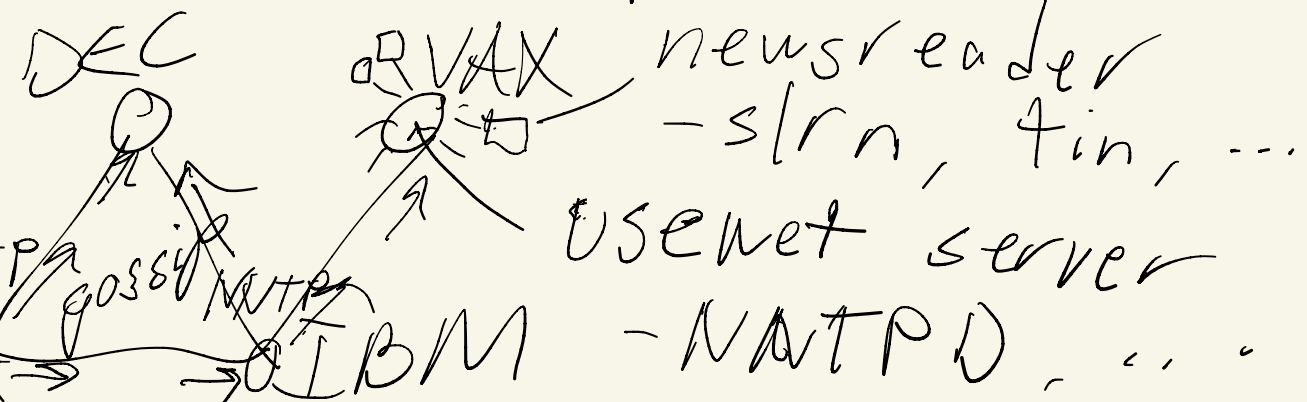 DEC
VAX
newsreader
-slrn, tin, ...
usenet server
gossip
NNTP
IBM
-NNTPD, ...